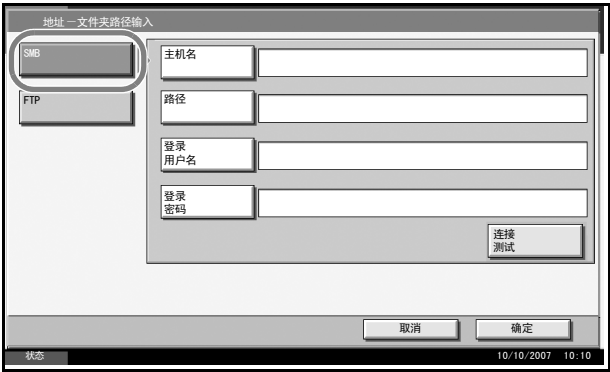 地址－文件夹路径输入
SMB
FTP
主机名
路径
登录
用户名
登录
密码
连接
测试
取消
确定
状态
10/10/2007 10:10